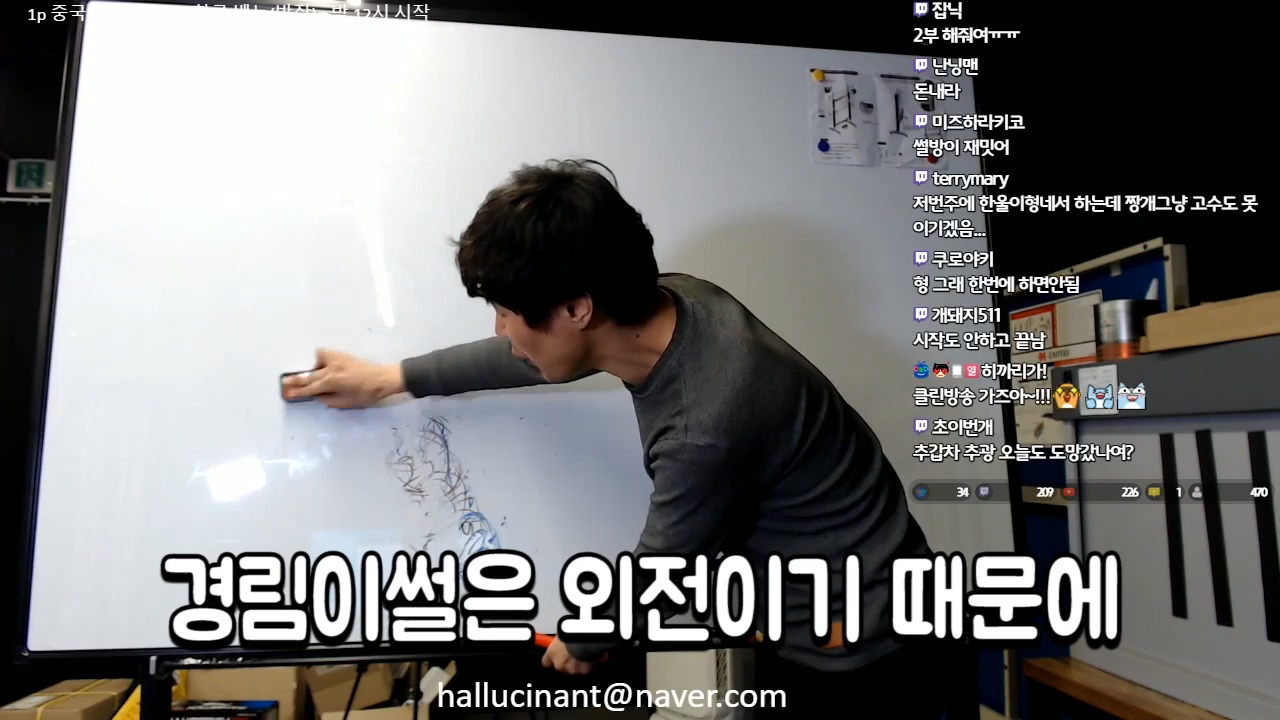 1p 중국
12시 시작
잡닉
2부 해줘여ㅠㅠ
난닝맨
돈내라
미즈하라키코
썰방이 재밋어
terrymary
저번주에 한울이형네서 하는데 짱개그냥 고수도 못
이기겠음...
쿠로야키
형 그래 한번에 하면안됨
개돼지511
시작도 안하고 끝남
열 히까리가!
클린방송 가즈아~!!!
초이번개
추갑차 추광 오늘도 도망갔나여?
34 209 226 1 470
EMPIRE
경림이썰은 외전이기 때문에
hallucinant@naver.com